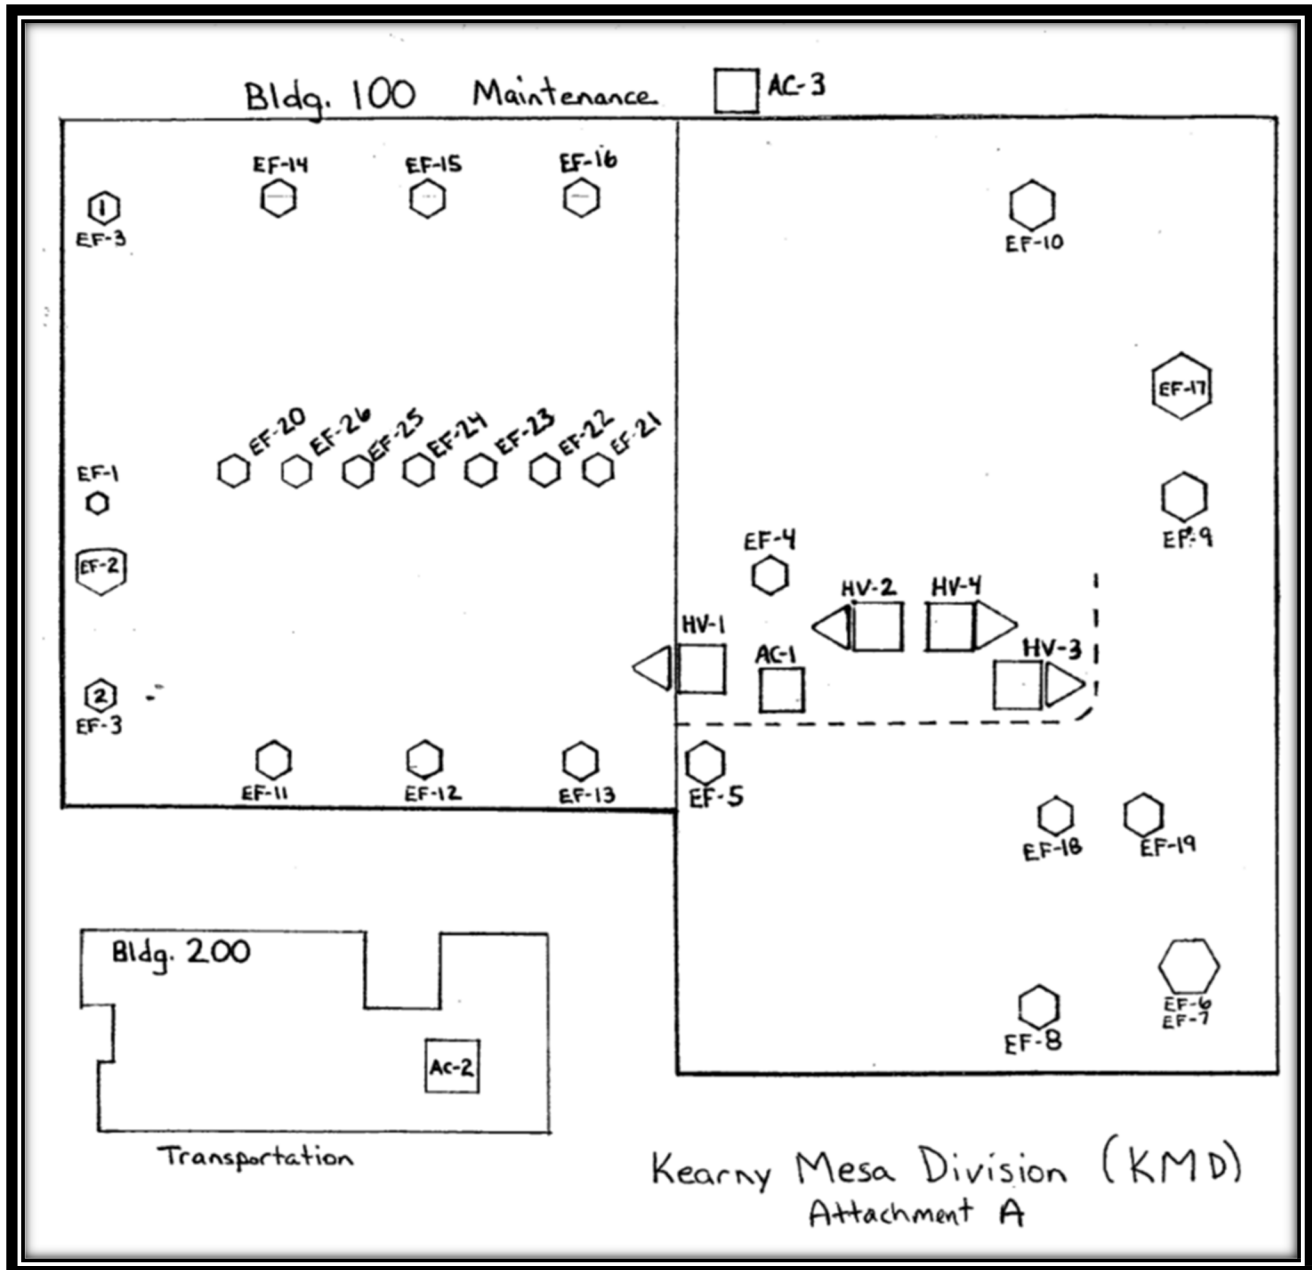 Bldg. 100 Maintenance
AC-3
EF-14
EF-15
EF-16
1
EF-3
EF-10
EF-17
EF-20
EF-26
EF-25
EF-24
EF-23
EF-22
EF-21
EF-1
EF-2
EF-9
EF-4
HV-2
HV-4
HV-1
AC-1
HV-3
2
EF-3
EF-11
EF-12
EF-13
EF-5
EF-18
EF-19
Bldg. 200
Ac-2
EF-6
EF-7
EF-8
Transportation
Kearny Mesa Division (KMD)
Attachment A